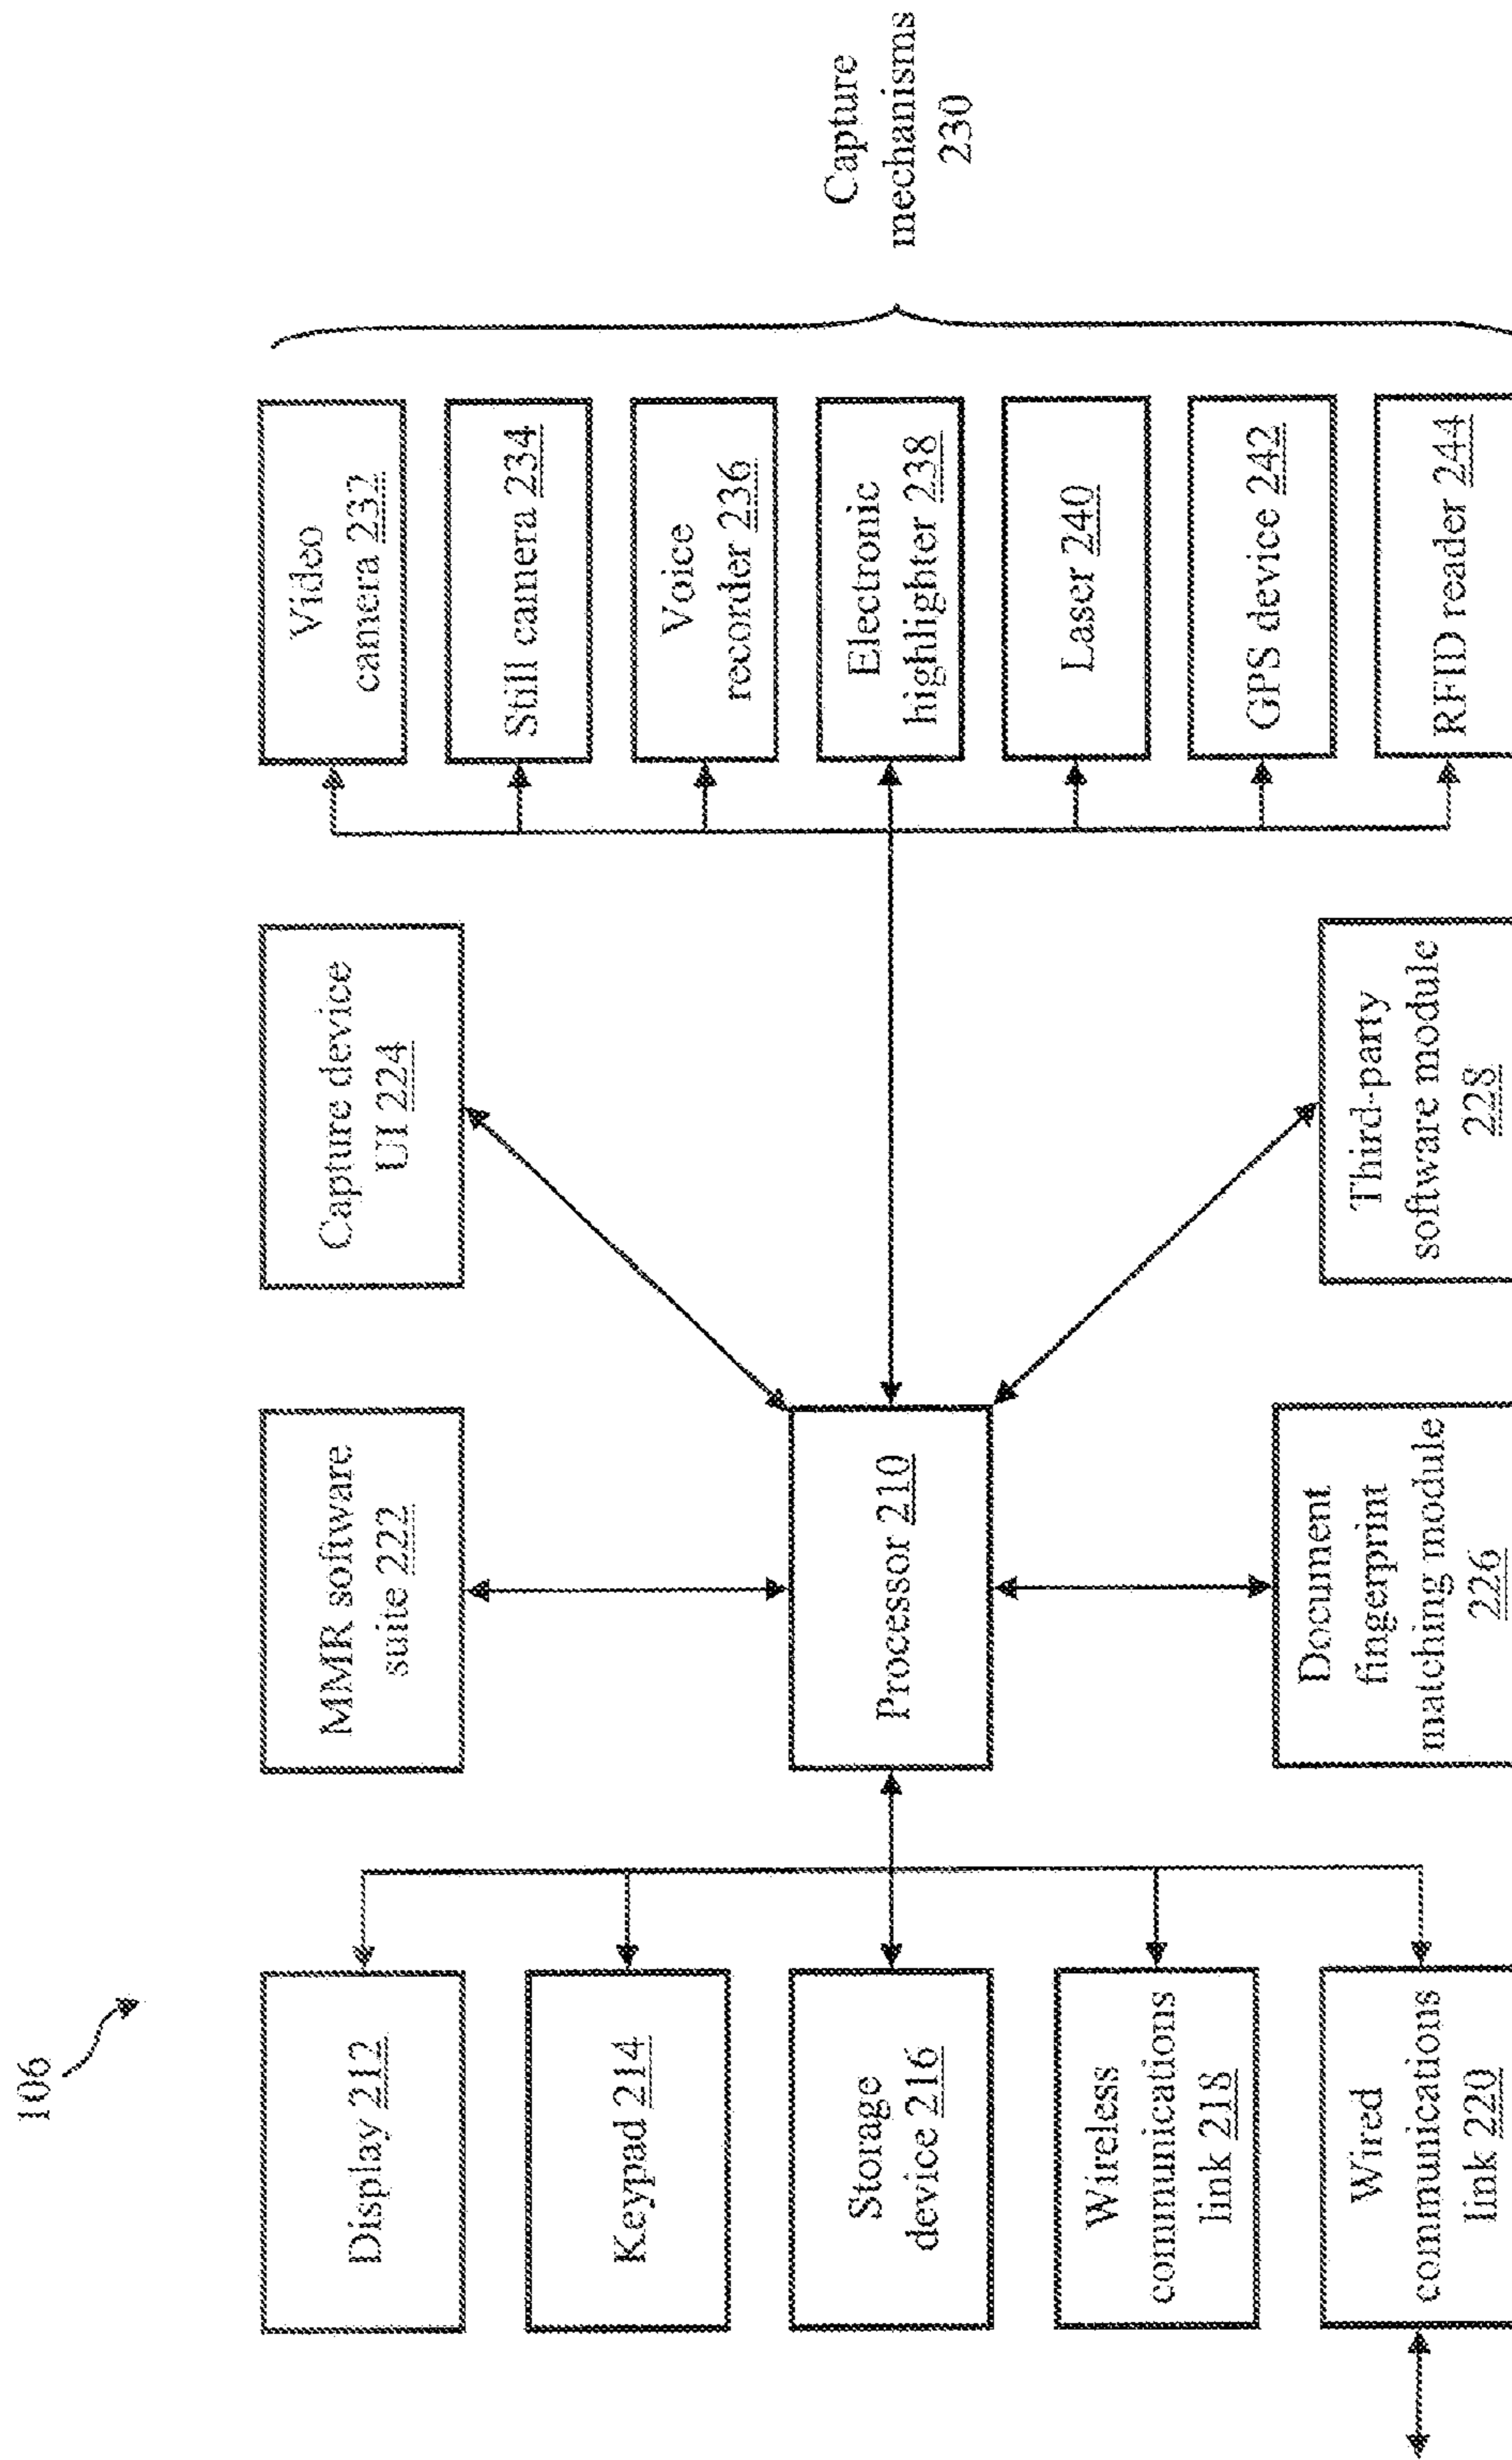 106
Display 212
Keypad 214
Storage
device 216
Wireless
communications
link 218
Wired
communications
link 220
MMR software
suite 222
Processor 210
Document
fingerprint
matching module
226
Capture device
UI 224
Third-party
software module
228
Video
camera 232
Still camera 234
Voice
recorder 236
Electronic
highlighter 238
Laser 240
GPS device 242
RFID reader 244
Capture
mechanisms
230